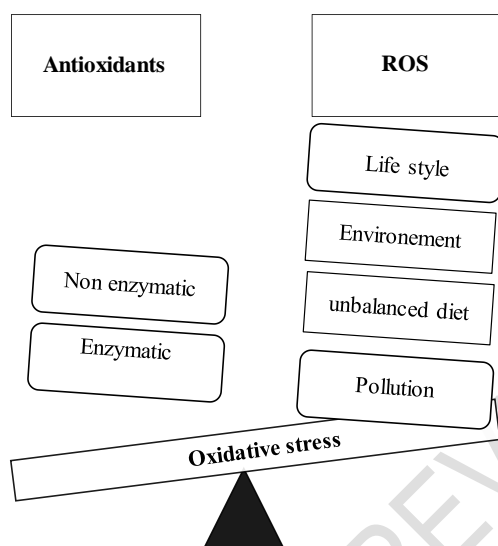 Antioxidants
ROS
Life style
Environement
unbalanced diet
Pollution
Non enzymatic
Enzymatic
Oxidative stress